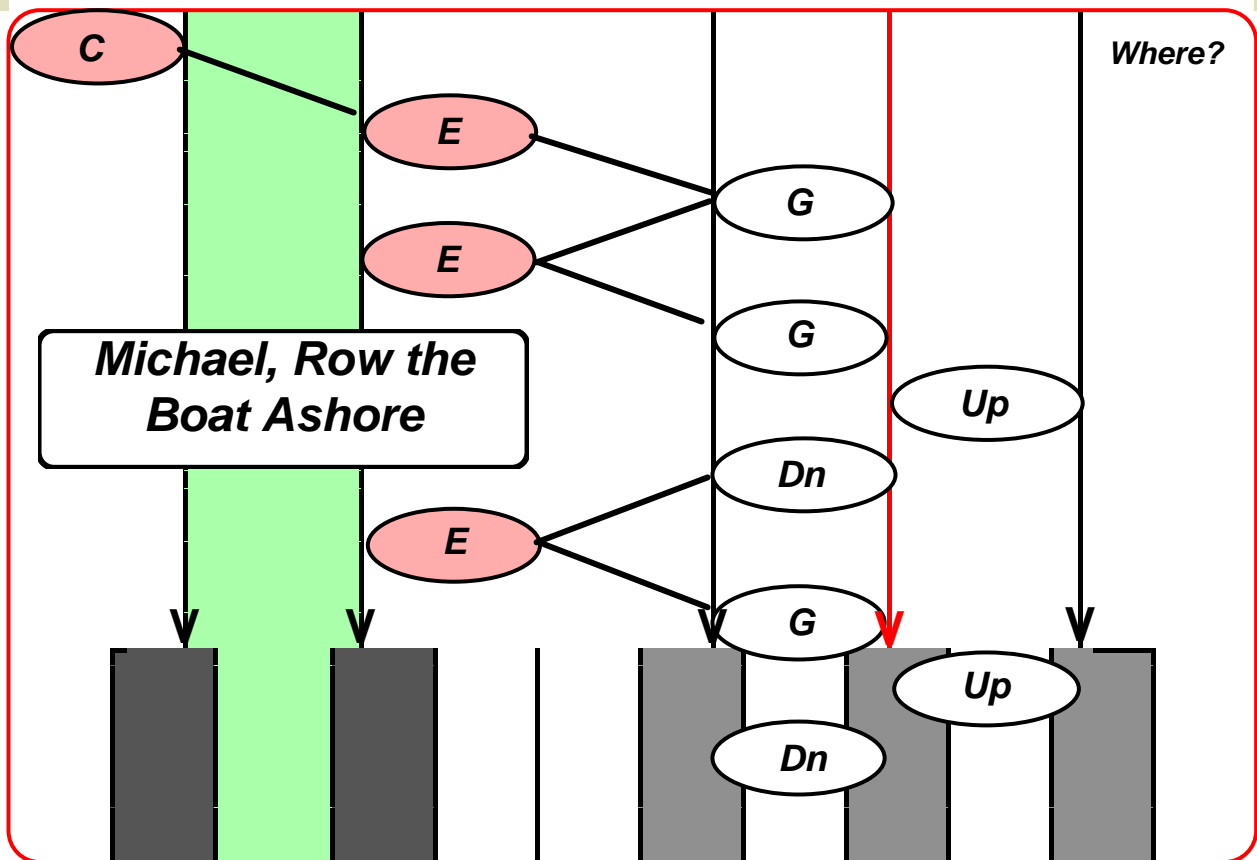 C
Where?
E
G
E
G
Michael, Row the
Boat Ashore
Up
Dn
E
G
Up
Dn